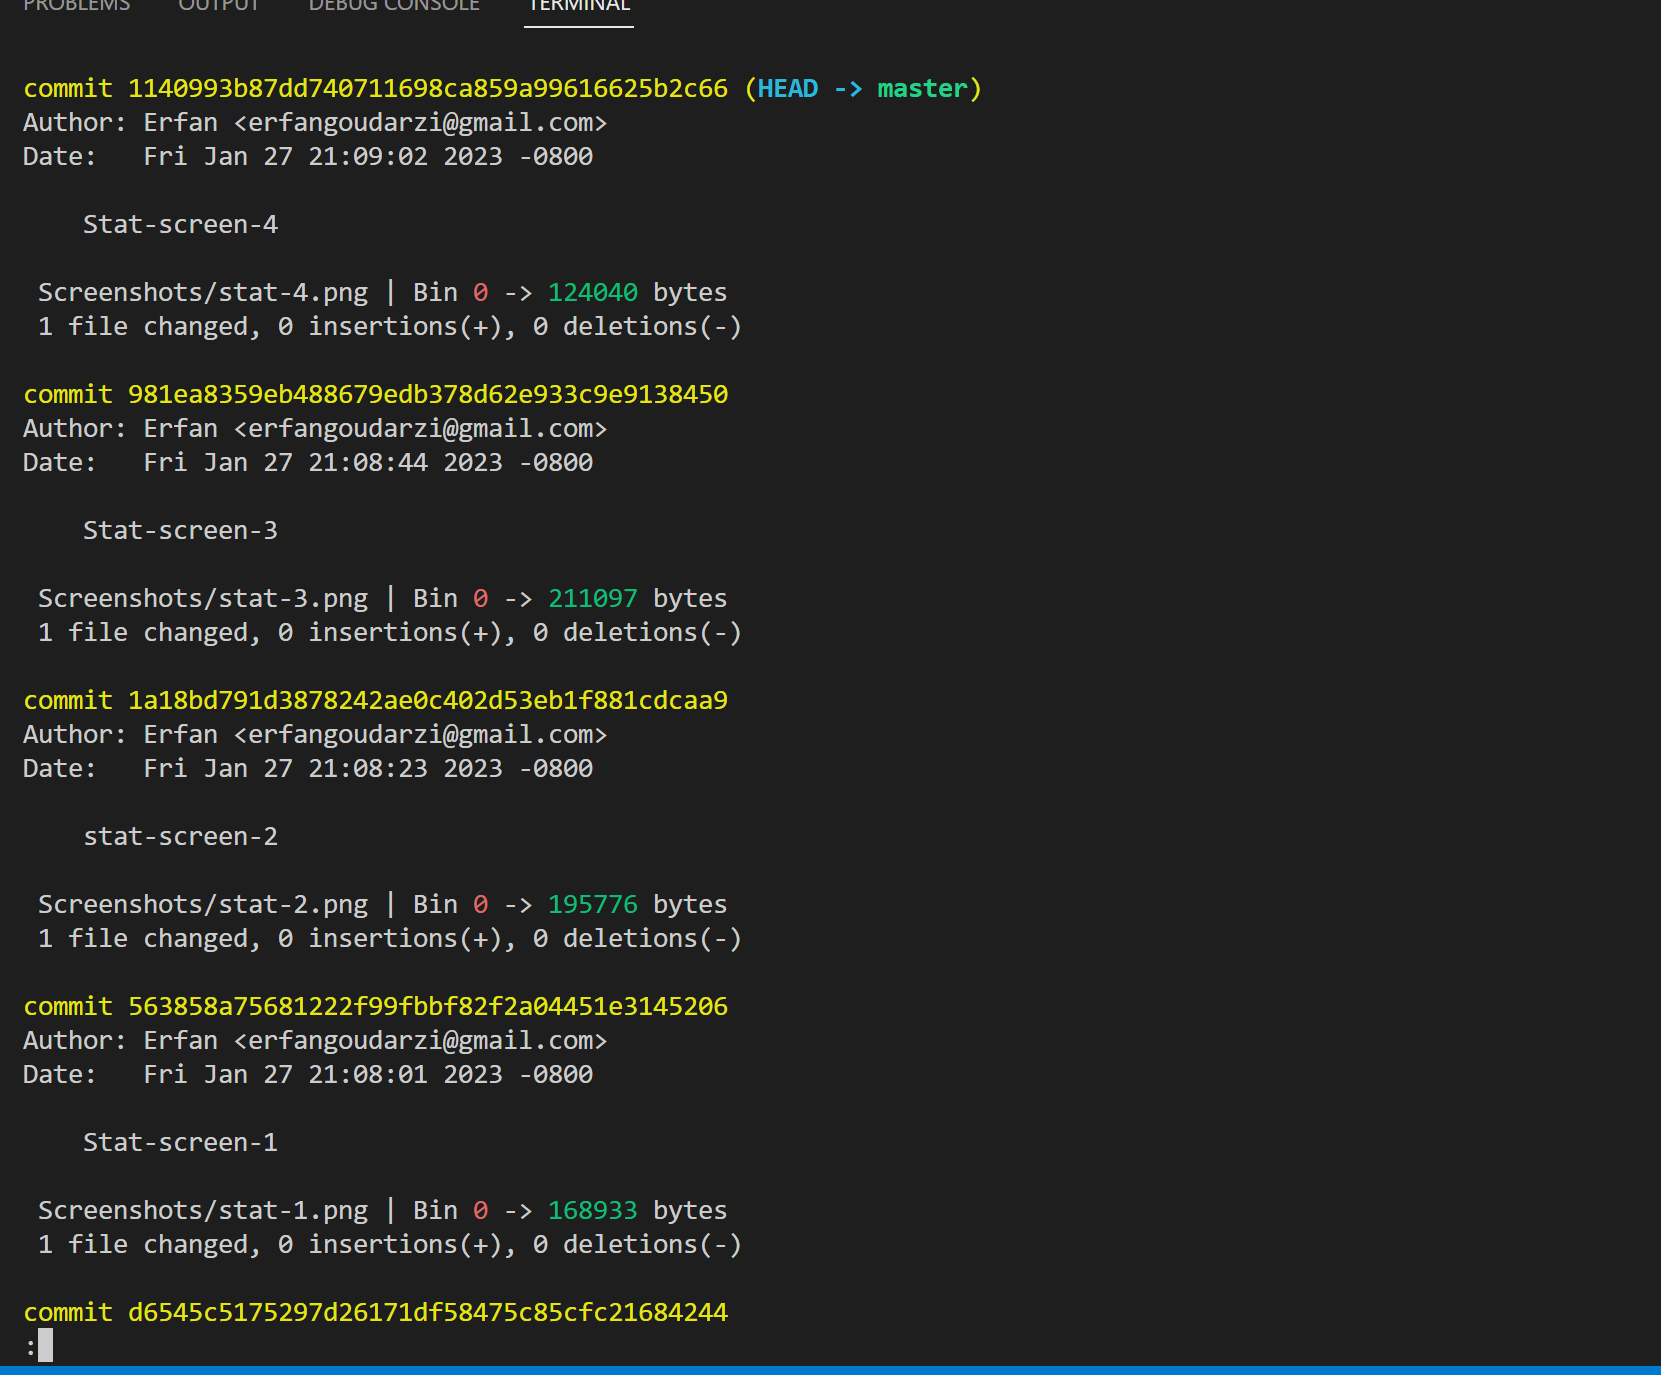 PROBLEMS OUTPUT DEBUG CONSOLE TERMINAL
commit 1140993b87dd740711698ca859a99616625b2c66 (HEAD -> master)
Author: Erfan <erfangoudarzi@gmail.com>
Date:   Fri Jan 27 21:09:02 2023 -0800
Stat-screen-4
Screenshots/stat-4.png | Bin 0 -> 124040 bytes
1 file changed, 0 insertions(+), 0 deletions(-)
commit 981ea8359eb488679edb378d62e933c9e9138450
Author: Erfan <erfangoudarzi@gmail.com>
Date:   Fri Jan 27 21:08:44 2023 -0800
Stat-screen-3
Screenshots/stat-3.png | Bin 0 -> 211097 bytes
1 file changed, 0 insertions(+), 0 deletions(-)
commit 1a18bd791d3878242ae0c402d53eb1f881cdcaa9
Author: Erfan <erfangoudarzi@gmail.com>
Date:   Fri Jan 27 21:08:23 2023 -0800
stat-screen-2
Screenshots/stat-2.png | Bin 0 -> 195776 bytes
1 file changed, 0 insertions(+), 0 deletions(-)
commit 563858a75681222f99fbbf82f2a04451e3145206
Author: Erfan <erfangoudarzi@gmail.com>
Date:   Fri Jan 27 21:08:01 2023 -0800
Stat-screen-1
Screenshots/stat-1.png | Bin 0 -> 168933 bytes
1 file changed, 0 insertions(+), 0 deletions(-)
commit d6545c5175297d26171df58475c85cfc21684244
: